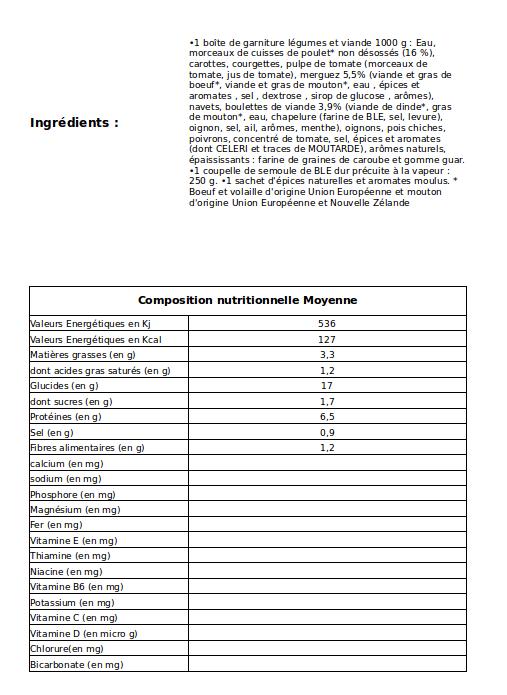 •1 boîte de garniture légumes et viande 1000 g : Eau,
morceaux de cuisses de poulet* non désossés (16 %),
carottes, courgettes, pulpe de tomate (morceaux de
tomate, jus de tomate), merguez 5,5% (viande et gras de
boeuf*, viande et gras de mouton*, eau , épices et
aromates , sel , dextrose , sirop de glucose , arômes),
navets, boulettes de viande 3,9% (viande de dinde*, gras
de mouton*, eau, chapelure (farine de BLE, sel, levure),
Ingrédients :
oignon, sel, ail, arômes, menthe), oignons, pois chiches,
poivrons, concentré de tomate, sel, épices et aromates
(dont CELERI et traces de MOUTARDE), arômes naturels,
épaississants : farine de graines de caroube et gomme guar.
•1 coupelle de semoule de BLE dur précuite à la vapeur :
250 g. •1 sachet d'épices naturelles et aromates moulus. *
Boeuf et volaille d'origine Union Européenne et mouton
d'origine Union Européenne et Nouvelle Zélande
Composition nutritionnelle Moyenne
Valeurs Energétiques en Kj 536
Valeurs Energétiques en Kcal 127
Matières grasses (en g) 3,3
dont acides gras saturés (en g) 1,2
Glucides (en g) 17
dont sucres (en g) 1,7
Protéines (en g) 6,5
Sel (en g) 0,9
Fibres alimentaires (en g) 1,2
calcium (en mg)
sodium (en mg)
Phosphore (en mg)
Magnésium (en mg)
Fer (en mg)
Vitamine E (en mg)
Thiamine (en mg)
Niacine (en mg)
Vitamine B6 (en mg)
Potassium (en mg)
Vitamine C (en mg)
Vitamine D (en micro g)
Chlorure(en mg)
Bicarbonate (en mg)